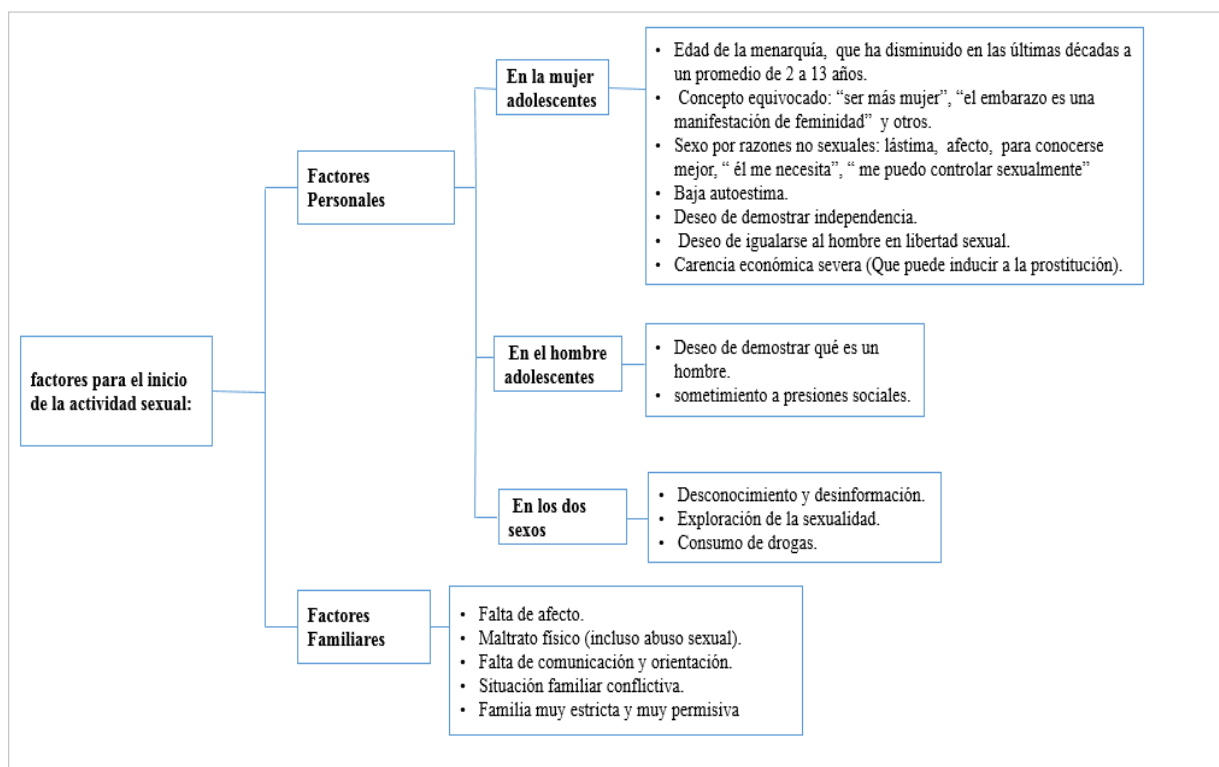 factores para el inicio
de la actividad sexual:
Factores
Personales
En la mujer
adolescentes
• Edad de la menarquía, que ha disminuido en las últimas décadas a
un promedio de 2 a 13 años.
• Concepto equivocado: “ser más mujer”, “el embarazo es una
manifestación de feminidad” y otros.
• Sexo por razones no sexuales: lástima, afecto, para conocerse
mejor, “ él me necesita”, “ me puedo controlar sexualmente”
• Baja autoestima.
• Deseo de demostrar independencia.
• Deseo de igualarse al hombre en libertad sexual.
• Carencia económica severa (Que puede inducir a la prostitución).
En el hombre
adolescentes
• Deseo de demostrar qué es un
hombre.
• sometimiento a presiones sociales.
En los dos
sexos
• Desconocimiento y desinformación.
• Exploración de la sexualidad.
• Consumo de drogas.
Factores
Familiares
• Falta de afecto.
• Maltrato físico (incluso abuso sexual).
• Falta de comunicación y orientación.
• Situación familiar conflictiva.
• Familia muy estricta y muy permisiva